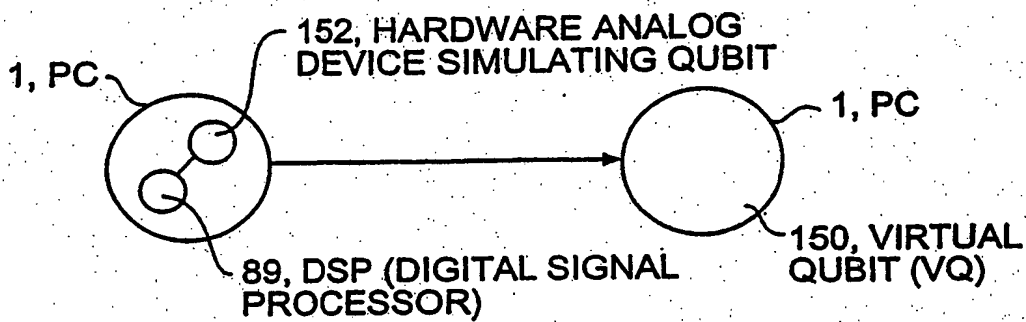 152, HARDWARE ANALOG
DEVICE SIMULATING QUBIT
1, PC
1, PC
89, DSP (DIGITAL SIGNAL
PROCESSOR)
150, VIRTUAL
QUBIT (VQ)